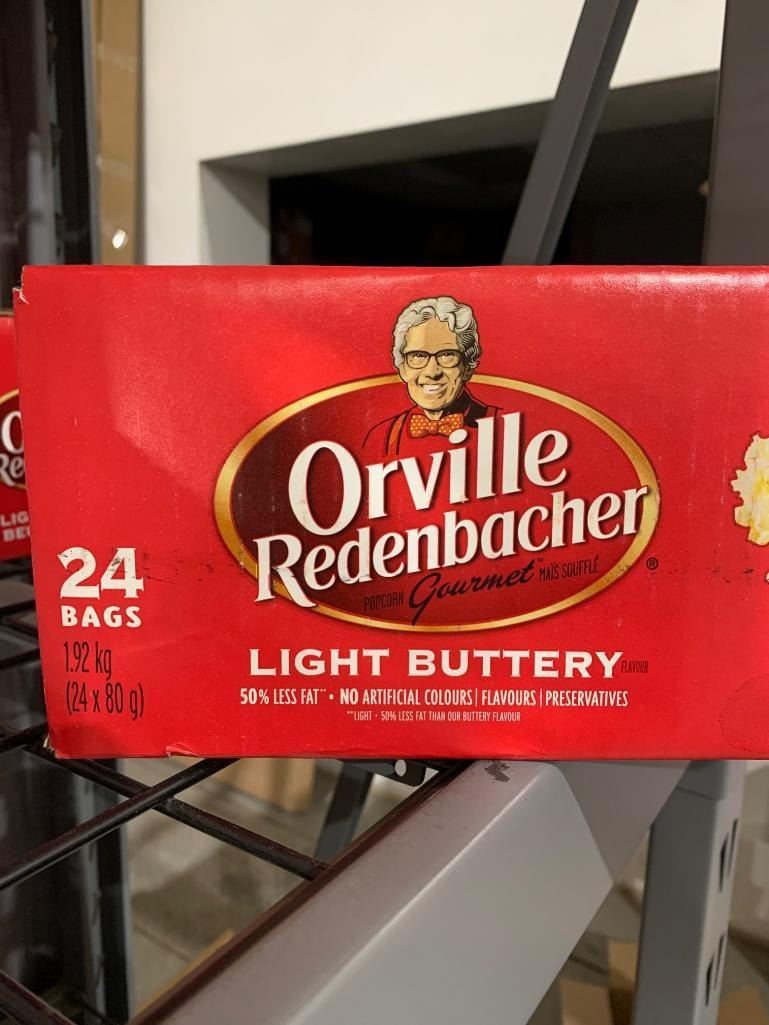 Orville
Redenbacher
POPCORN Gourmet™ MAÏS SOUFFLÉ
®
24
BAGS
1.92 kg
(24 x 80 g)
LIGHT BUTTERY FLAVOUR
50% LESS FAT** • NO ARTIFICIAL COLOURS | FLAVOURS | PRESERVATIVES
**LIGHT - 50% LESS FAT THAN OUR BUTTERY FLAVOUR